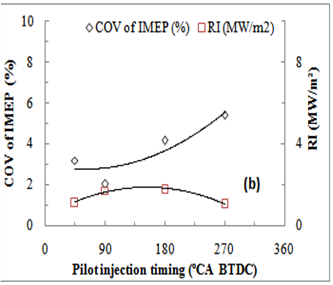 COV of IMEP (%) RI (MW/m2)
10
8
6
4
2
0
8
4
0
COV of IMEP (%)
RI (MW/m²)
(b)
0 90 180 270 360
Pilot injection timing (ºCA BTDC)